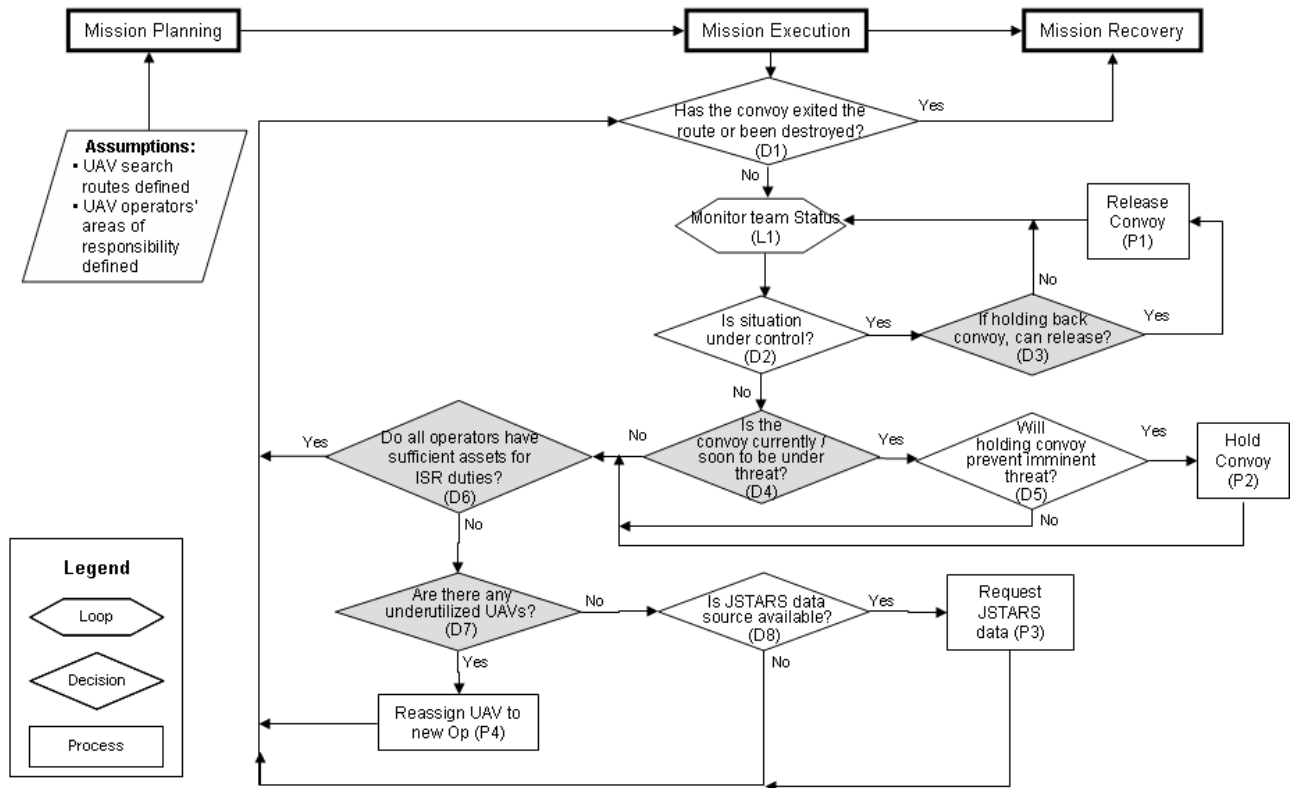 Mission Planning
Mission Execution
Mission Recovery
Has the convoy exited the
route or been destroyed?
(D1)
Yes
No
Assumptions:
▪ UAV search
routes defined
▪ UAV operators'
areas of
responsibility
defined
Monitor team Status
(L1)
Release
Convoy
(P1)
No
Is situation
under control?
(D2)
Yes
If holding back
convoy, can release?
(D3)
Yes
No
Do all operators have
sufficient assets for
ISR duties?
(D6)
Yes
No
Is the
convoy currently /
soon to be under
threat?
(D4)
No
Yes
Will
holding convoy
prevent imminent
threat?
(D5)
Yes
No
Hold
Convoy
(P2)
Are there any
underutilized UAVs?
(D7)
No
Yes
Is JSTARS data
source available?
(D8)
Yes
No
Request
JSTARS
data (P3)
Reassign UAV to
new Op (P4)
Legend
Loop
Decision
Process